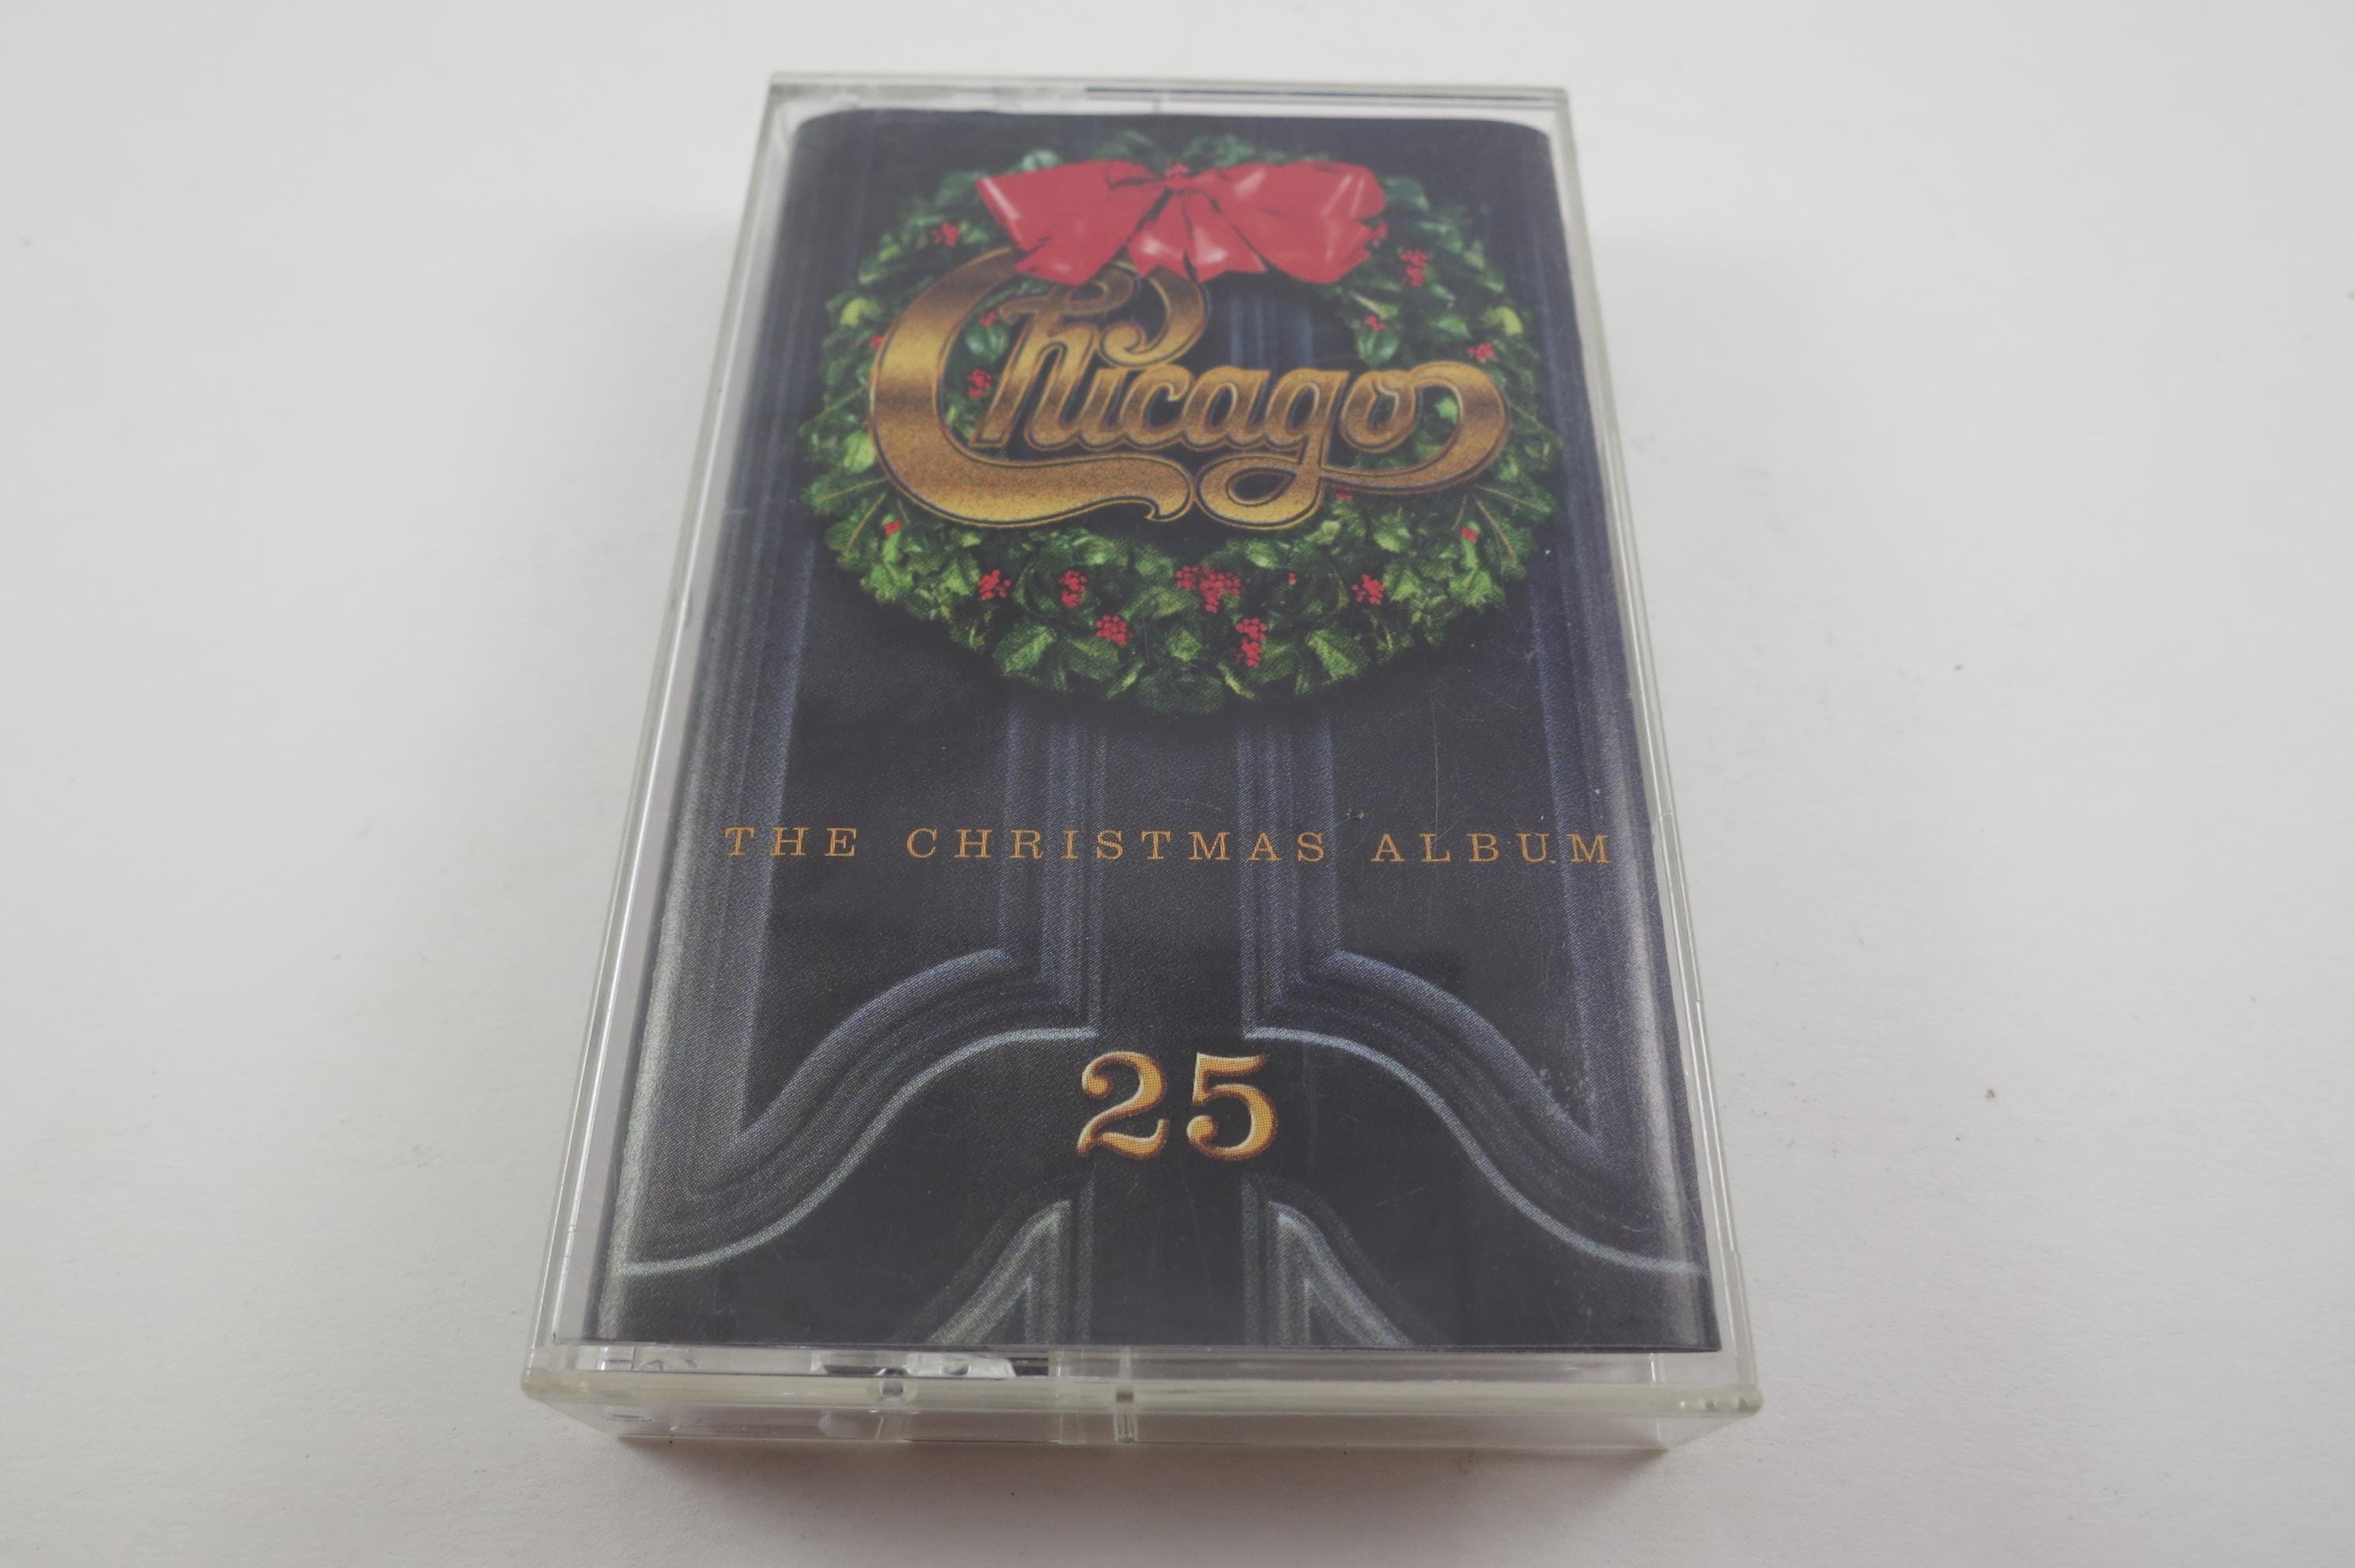 Chicago
THE CHRISTMAS ALBUM
25